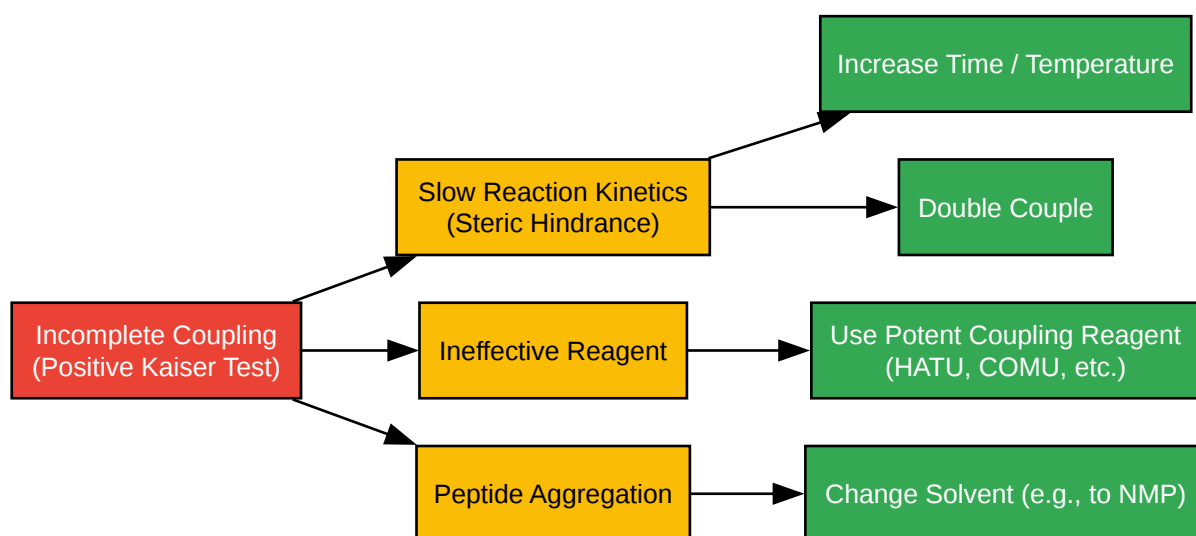 Increase Time / Temperature
Slow Reaction Kinetics
(Steric Hindrance)
Double Couple
Incomplete Coupling
(Positive Kaiser Test)
Ineffective Reagent
Use Potent Coupling Reagent
(HATU, COMU, etc.)
Peptide Aggregation
Change Solvent (e.g., to NMP)